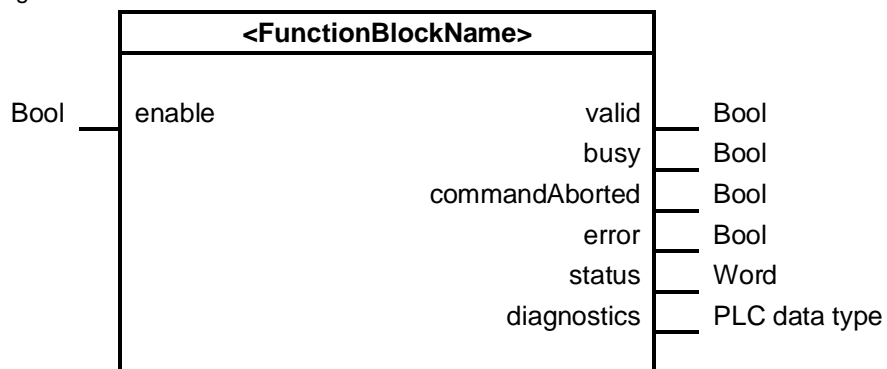 <FunctionBlockName>
Bool enable valid Bool
busy Bool
commandAborted Bool
error Bool
status Word
diagnostics PLC data type